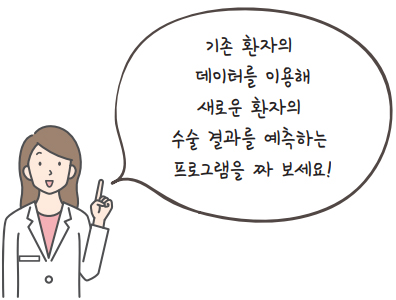 기존 환자의
데이터를 이용해
새로운 환자의
수술 결과를 예측하는
프로그램을 짜 보세요!